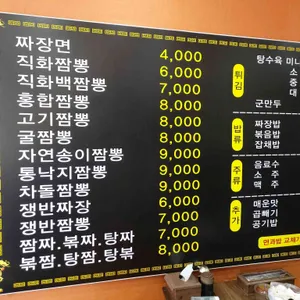 짜장면 4,000
직화짬뽕 6,000
직화백짬뽕 7,000
홍합짬뽕 8,000
고기짬뽕 8,000
굴짬뽕 8,000
자연송이짬뽕 9,000
통낙지짬뽕 9,000
차돌짬뽕 9,000
쟁반짜장 6,000
쟁반짬뽕 7,000
짬짜.볶짜.탕짜 7,000
볶짬.탕짬.탕볶 8,000
튀김
탕수육 미니
소
중
대
군만두
밥류
짜장밥
볶음밥
잡채밥
주류
음료수
소 주
맥 주
추가
매운맛
곱빼기
공기밥